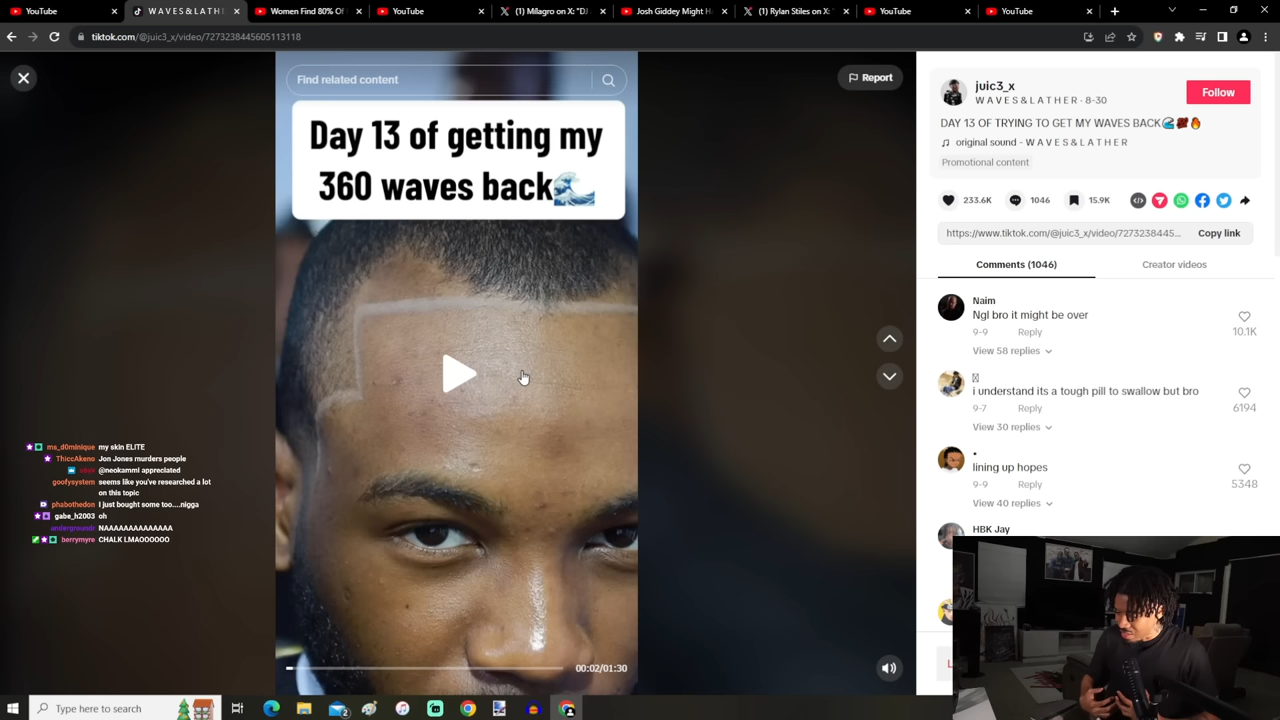 YouTube
W A V E S & L A T H E
Women Find 80% Of
YouTube
(1) Milagro on X: "DJ
Josh Giddey Might H
(1) Rylan Stiles on X:
YouTube
YouTube
tiktok.com/@juic3_x/video/7273238445605113118
Find related content
Report
Day 13 of getting my
360 waves back🌊
00:02/01:30
juic3_x
W A V E S & L A T H E R · 8-30
Follow
DAY 13 OF TRYING TO GET MY WAVES BACK
original sound - W A V E S & L A T H E R
Promotional content
233.6K
1046
15.9K
https://www.tiktok.com/@juic3_x/video/7273238445...
Copy link
Comments (1046)
Creator videos
Naim
Ngl bro it might be over
9-9 Reply
10.1K
View 58 replies
i understand its a tough pill to swallow but bro
9-7 Reply
6194
View 30 replies
lining up hopes
9-9 Reply
5348
View 40 replies
HBK Jay
ms_d0minique my skin ELITE
ThiccAkeno Jon Jones murders people
@neokammi appreciated
goofysystem seems like you've researched a lot
on this topic
phabothedon I just bought some too....nigga
gabe_h2003 oh
NAAAAAAAAAAAAA
berrymyre CHALK LMAOOOOOO
Type here to search